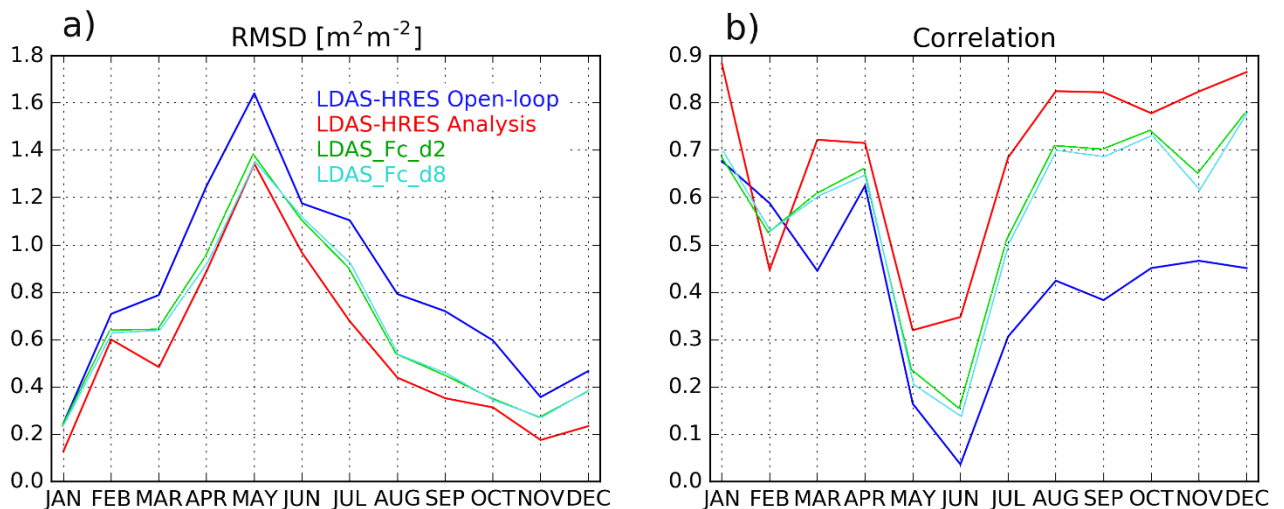 a)
RMSD [m²m⁻²]
1.8
1.6
1.4
1.2
1.0
0.8
0.6
0.4
0.2
0.0
LDAS-HRES Open-loop
LDAS-HRES Analysis
LDAS_Fc_d2
LDAS_Fc_d8
JAN FEB MAR APR MAY JUN JUL AUG SEP OCT NOV DEC
b)
Correlation
0.9
0.8
0.7
0.6
0.5
0.4
0.3
0.2
0.1
0.0
JAN FEB MAR APR MAY JUN JUL AUG SEP OCT NOV DEC